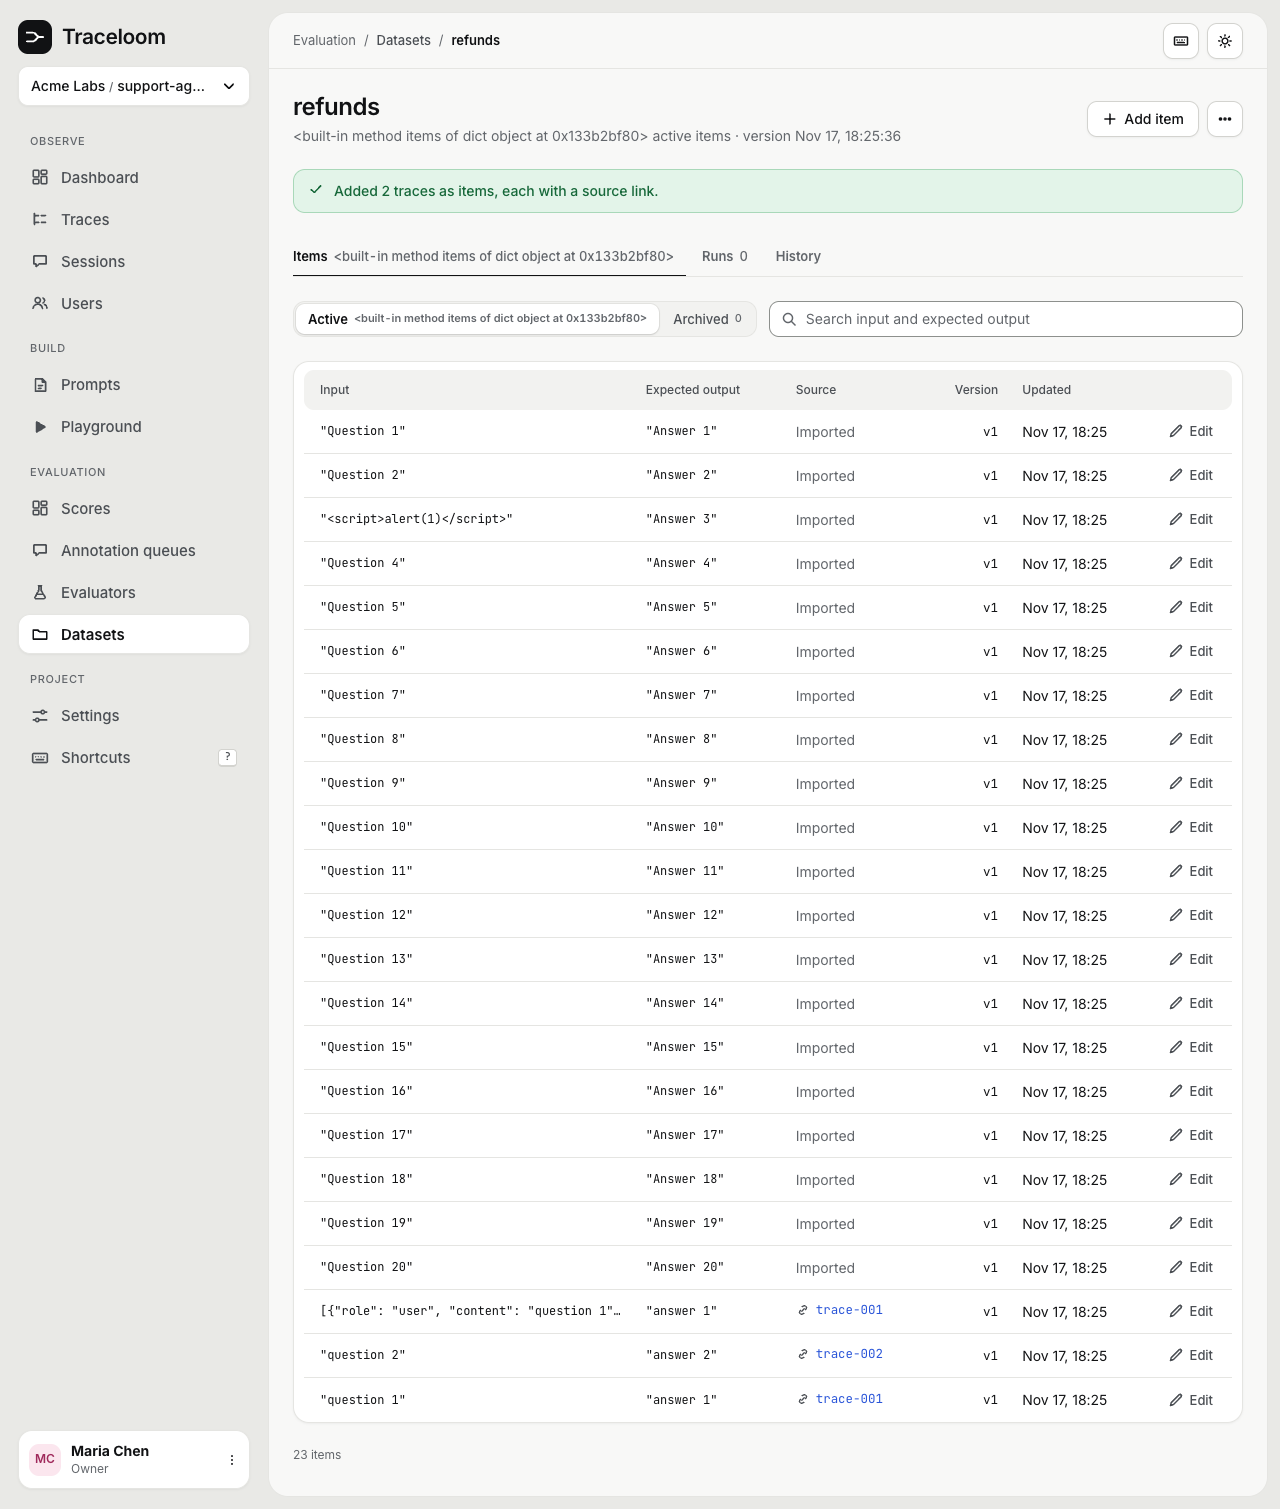 Traceloom
Acme Labs / support-ag...
OBSERVE
Dashboard
Traces
Sessions
Users
BUILD
Prompts
Playground
EVALUATION
Scores
Annotation queues
Evaluators
Datasets
PROJECT
Settings
Shortcuts ?
MC Maria Chen
Owner
Evaluation / Datasets / refunds
refunds
<built-in method items of dict object at 0x133b2bf80> active items · version Nov 17, 18:25:36
Add item
Added 2 traces as items, each with a source link.
Items <built-in method items of dict object at 0x133b2bf80> Runs 0 History
Active <built-in method items of dict object at 0x133b2bf80> Archived 0 Search input and expected output
Input Expected output Source Version Updated
"Question 1" "Answer 1" Imported v1 Nov 17, 18:25 Edit
"Question 2" "Answer 2" Imported v1 Nov 17, 18:25 Edit
"<script>alert(1)</script>" "Answer 3" Imported v1 Nov 17, 18:25 Edit
"Question 4" "Answer 4" Imported v1 Nov 17, 18:25 Edit
"Question 5" "Answer 5" Imported v1 Nov 17, 18:25 Edit
"Question 6" "Answer 6" Imported v1 Nov 17, 18:25 Edit
"Question 7" "Answer 7" Imported v1 Nov 17, 18:25 Edit
"Question 8" "Answer 8" Imported v1 Nov 17, 18:25 Edit
"Question 9" "Answer 9" Imported v1 Nov 17, 18:25 Edit
"Question 10" "Answer 10" Imported v1 Nov 17, 18:25 Edit
"Question 11" "Answer 11" Imported v1 Nov 17, 18:25 Edit
"Question 12" "Answer 12" Imported v1 Nov 17, 18:25 Edit
"Question 13" "Answer 13" Imported v1 Nov 17, 18:25 Edit
"Question 14" "Answer 14" Imported v1 Nov 17, 18:25 Edit
"Question 15" "Answer 15" Imported v1 Nov 17, 18:25 Edit
"Question 16" "Answer 16" Imported v1 Nov 17, 18:25 Edit
"Question 17" "Answer 17" Imported v1 Nov 17, 18:25 Edit
"Question 18" "Answer 18" Imported v1 Nov 17, 18:25 Edit
"Question 19" "Answer 19" Imported v1 Nov 17, 18:25 Edit
"Question 20" "Answer 20" Imported v1 Nov 17, 18:25 Edit
[{"role": "user", "content": "question 1"… "answer 1" trace-001 v1 Nov 17, 18:25 Edit
"question 2" "answer 2" trace-002 v1 Nov 17, 18:25 Edit
"question 1" "answer 1" trace-001 v1 Nov 17, 18:25 Edit
23 items